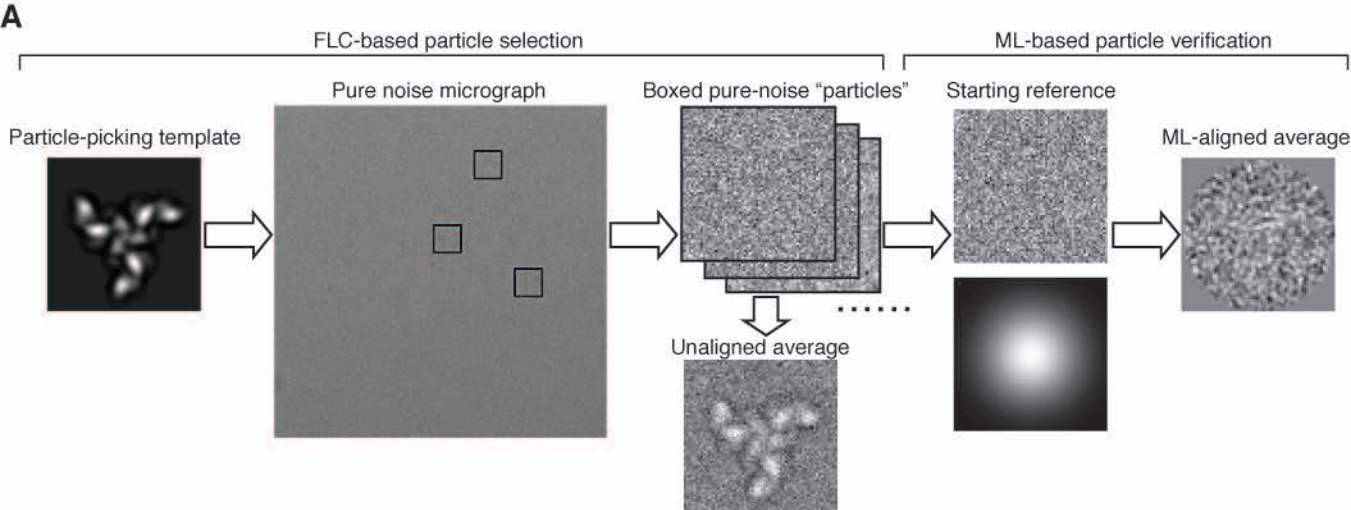 A
FLC-based particle selection
ML-based particle verification
Pure noise micrograph
Boxed pure-noise “particles”
Starting reference
Particle-picking template
ML-aligned average
......
Unaligned average